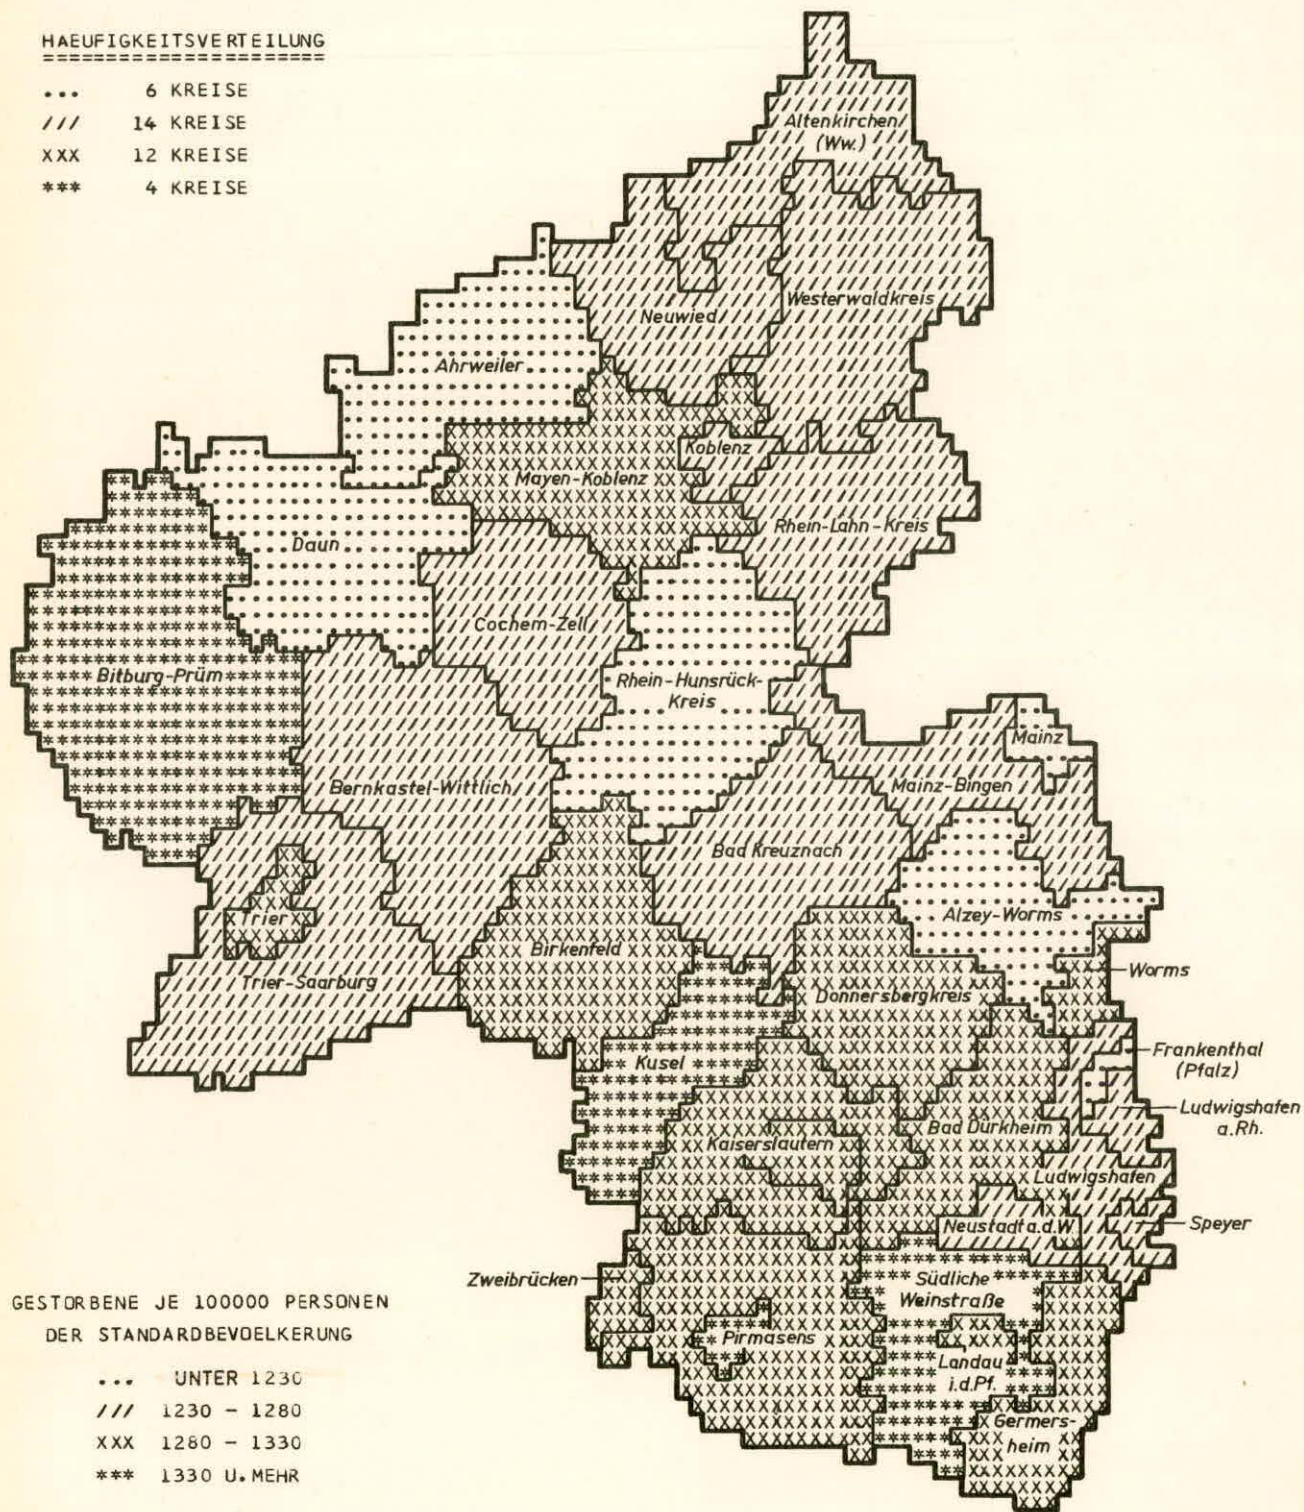 HAEUFIGKEITSVERTEILUNG
======================
... 6 KREISE
/// 14 KREISE
XXX 12 KREISE
*** 4 KREISE
Altenkirchen
(Ww.)
Neuwied
Westerwaldkreis
Ahrweiler
Koblenz
Mayen-Koblenz
Rhein-Lahn-Kreis
Daun
Cochem-Zell
Bitburg-Prüm
Rhein-Hunsrück-
Kreis
Mainz
Bernkastel-Wittlich
Mainz-Bingen
Bad Kreuznach
Trier
Alzey-Worms
Birkenfeld
Worms
Trier-Saarburg
Donnersbergkreis
Frankenthal
(Pfalz)
Kusel
Ludwigshafen
a.Rh.
Bad Dürkheim
Kaiserslautern
Ludwigshafen
Neustadt a.d.W
Speyer
Zweibrücken
Südliche
Weinstraße
Pirmasens
Landau
i.d.Pf.
Germers-
heim
GESTORBENE JE 100000 PERSONEN
DER STANDARDBEVOELKERUNG
... UNTER 1230
/// 1230 - 1280
XXX 1280 - 1330
*** 1330 U.MEHR